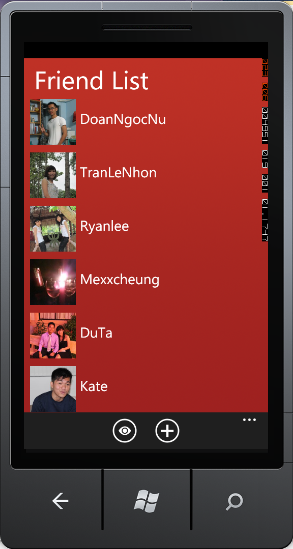 Friend List
DoanNgocNu
TranLeNhon
Ryanlee
Mexxcheung
DuTa
Kate